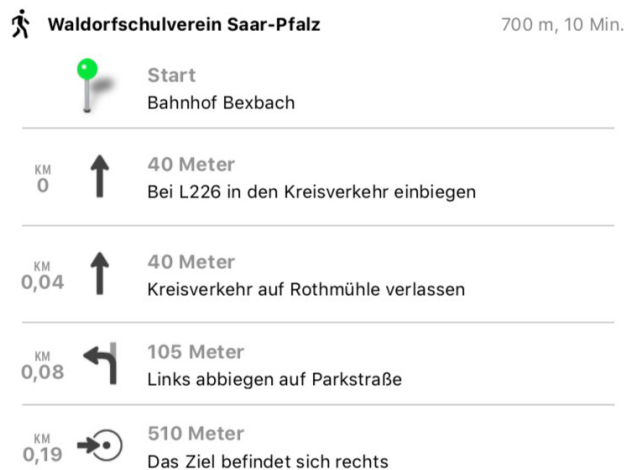 Waldorfschulverein Saar-Pfalz 700 m, 10 Min.
Start
Bahnhof Bexbach
KM
0
40 Meter
Bei L226 in den Kreisverkehr einbiegen
KM
0,04
40 Meter
Kreisverkehr auf Rothmühle verlassen
KM
0,08
105 Meter
Links abbiegen auf Parkstraße
KM
0,19
510 Meter
Das Ziel befindet sich rechts